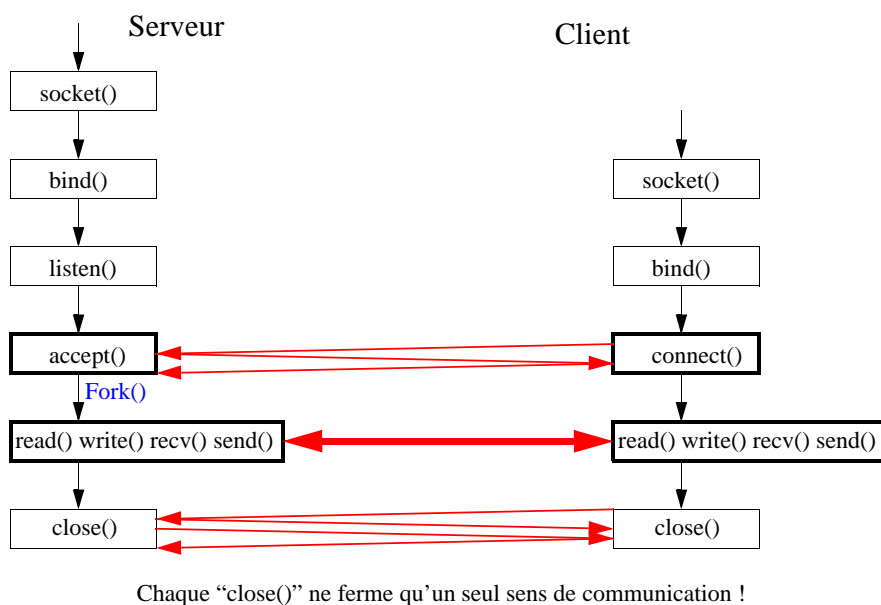 Serveur
Client
socket()
bind()
socket()
listen()
bind()
accept()
connect()
Fork()
read() write() recv() send()
read() write() recv() send()
close()
close()
Chaque “close()” ne ferme qu’un seul sens de communication !